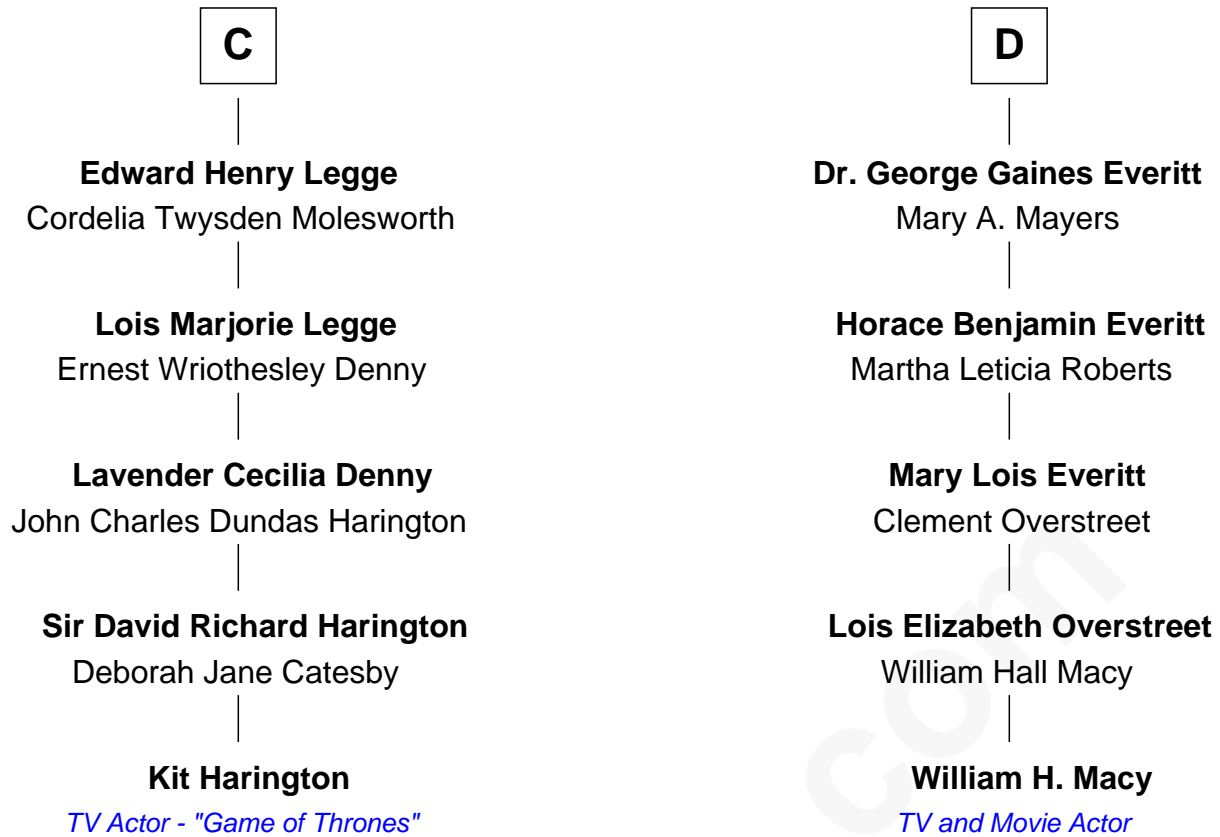 C
Edward Henry Legge
Cordelia Twysden Molesworth
Lois Marjorie Legge
Ernest Wriothesley Denny
Lavender Cecilia Denny
John Charles Dundas Harington
Sir David Richard Harington
Deborah Jane Catesby
Kit Harington
TV Actor - "Game of Thrones"
D
Dr. George Gaines Everitt
Mary A. Mayers
Horace Benjamin Everitt
Martha Leticia Roberts
Mary Lois Everitt
Clement Overstreet
Lois Elizabeth Overstreet
William Hall Macy
William H. Macy
TV and Movie Actor
com